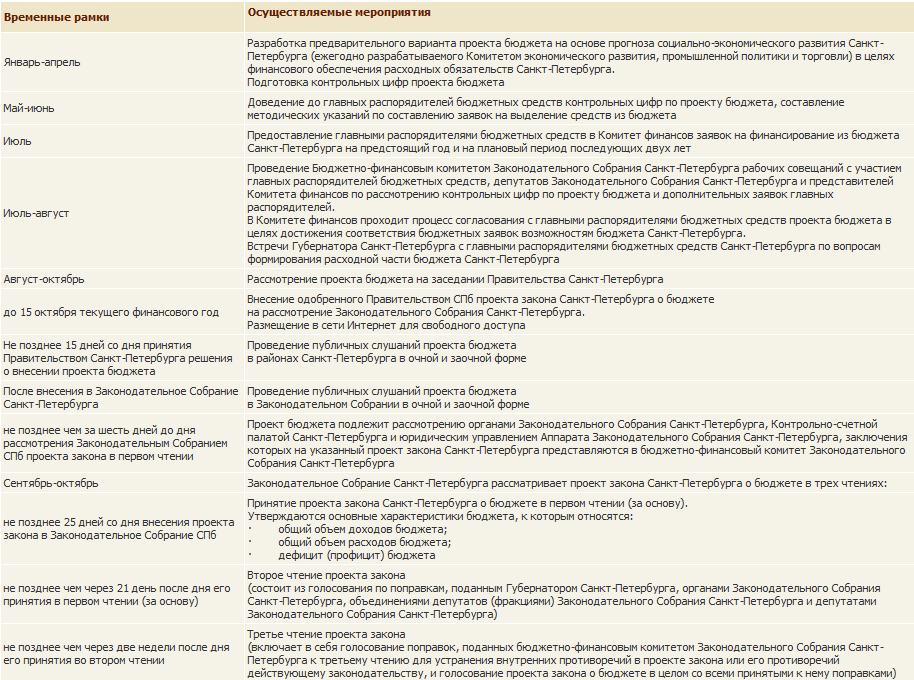 Временные рамки
Осуществляемые мероприятия
Январь-апрель
Разработка предварительного варианта проекта бюджета на основе прогноза социально-экономического развития Санкт-
Петербурга (ежегодно разрабатываемого Комитетом экономического развития, промышленной политики и торговли) в целях
финансового обеспечения расходных обязательств Санкт-Петербурга.
Подготовка контрольных цифр проекта бюджета
Май-июнь
Доведение до главных распорядителей бюджетных средств контрольных цифр по проекту бюджета, составление
методических указаний по составлению заявок на выделение средств из бюджета
Июль
Предоставление главными распорядителями бюджетных средств в Комитет финансов заявок на финансирование из бюджета
Санкт-Петербурга на предстоящий год и на плановый период последующих двух лет
Июль-август
Проведение Бюджетно-финансовым комитетом Законодательного Собрания Санкт-Петербурга рабочих совещаний с участием
главных распорядителей бюджетных средств, депутатов Законодательного Собрания Санкт-Петербурга и представителей
Комитета финансов по рассмотрению контрольных цифр по проекту бюджета и дополнительных заявок главных
распорядителей.
В Комитете финансов проходит процесс согласования с главными распорядителями бюджетных средств проекта бюджета в
целях достижения соответствия бюджетных заявок возможностям бюджета Санкт-Петербурга.
Встречи Губернатора Санкт-Петербурга с главными распорядителями бюджетных средств Санкт-Петербурга по вопросам
формирования расходной части бюджета Санкт-Петербурга
Август-октябрь
Рассмотрение проекта бюджета на заседании Правительства Санкт-Петербурга
до 15 октября текущего финансового год
Внесение одобренного Правительством СПб проекта закона Санкт-Петербурга о бюджете
на рассмотрение Законодательного Собрания Санкт-Петербурга.
Размещение в сети Интернет для свободного доступа
Не позднее 15 дней со дня принятия
Правительством Санкт-Петербурга решения
о внесении проекта бюджета
Проведение публичных слушаний проекта бюджета
в районах Санкт-Петербурга в очной и заочной форме
После внесения в Законодательное Собрание
Санкт-Петербурга
Проведение публичных слушаний проекта бюджета
в Законодательном Собрании в очной и заочной форме
не позднее чем за шесть дней до дня
рассмотрения Законодательным Собранием
СПб проекта закона в первом чтении
Проект бюджета подлежит рассмотрению органами Законодательного Собрания Санкт-Петербурга, Контрольно-счетной
палатой Санкт-Петербурга и юридическим управлением Аппарата Законодательного Собрания Санкт-Петербурга, заключения
которых на указанный проект закона Санкт-Петербурга представляются в бюджетно-финансовый комитет Законодательного
Собрания Санкт-Петербурга
Сентябрь-октябрь
Законодательное Собрание Санкт-Петербурга рассматривает проект закона Санкт-Петербурга о бюджете в трех чтениях:
не позднее 25 дней со дня внесения проекта
закона в Законодательное Собрание СПб
Принятие проекта закона Санкт-Петербурга о бюджете в первом чтении (за основу).
Утверждаются основные характеристики бюджета, к которым относятся:
· общий объем доходов бюджета;
· общий объем расходов бюджета;
· дефицит (профицит) бюджета
не позднее чем через 21 день после дня его
принятия в первом чтении (за основу)
Второе чтение проекта закона
(состоит из голосования по поправкам, поданным Губернатором Санкт-Петербурга, органами Законодательного Собрания
Санкт-Петербурга, объединениями депутатов (фракциями) Законодательного Собрания Санкт-Петербурга и депутатами
Законодательного Собрания Санкт-Петербурга)
не позднее чем через две недели после дня
его принятия во втором чтении
Третье чтение проекта закона
(включает в себя голосование поправок, поданных бюджетно-финансовым комитетом Законодательного Собрания Санкт-
Петербурга к третьему чтению для устранения внутренних противоречий в проекте закона или его противоречий
действующему законодательству, и голосование проекта закона о бюджете в целом со всеми принятыми к нему поправками)